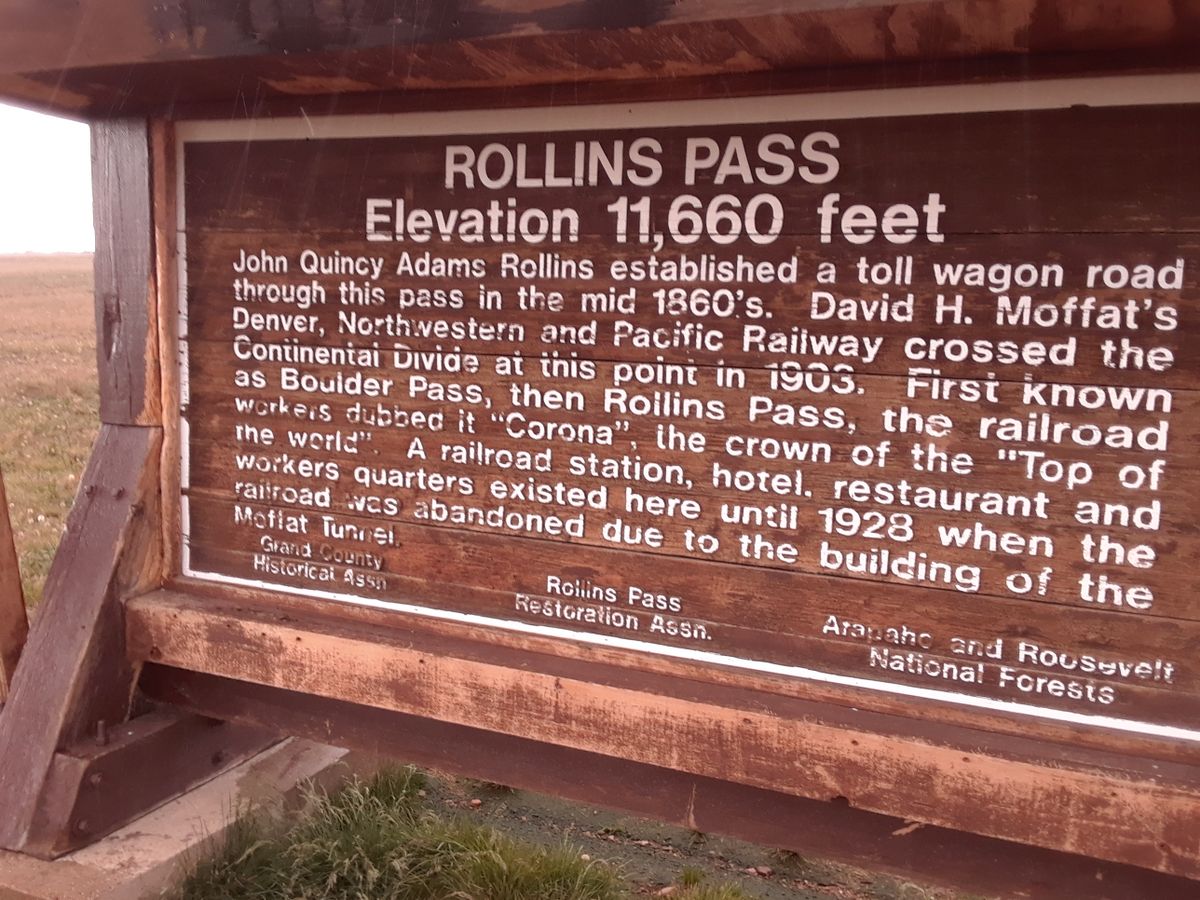 ROLLINS PASS
Elevation 11,660 feet
John Quincy Adams Rollins established a toll wagon road
through this pass in the mid 1860's. David H. Moffat's
Denver, Northwestern and Pacific Railway crossed the
Continental Divide at this point in 1903. First known
as Boulder Pass, then Rollins Pass, the railroad
workers dubbed it "Corona", the crown of the "Top of
the world". A railroad station, hotel, restaurant and
workers quarters existed here until 1928 when the
railroad was abandoned due to the building of the
Moffat Tunnel.
Grand County
Historical Assn
Rollins Pass
Restoration Assn.
Arapaho and Roosevelt
National Forests